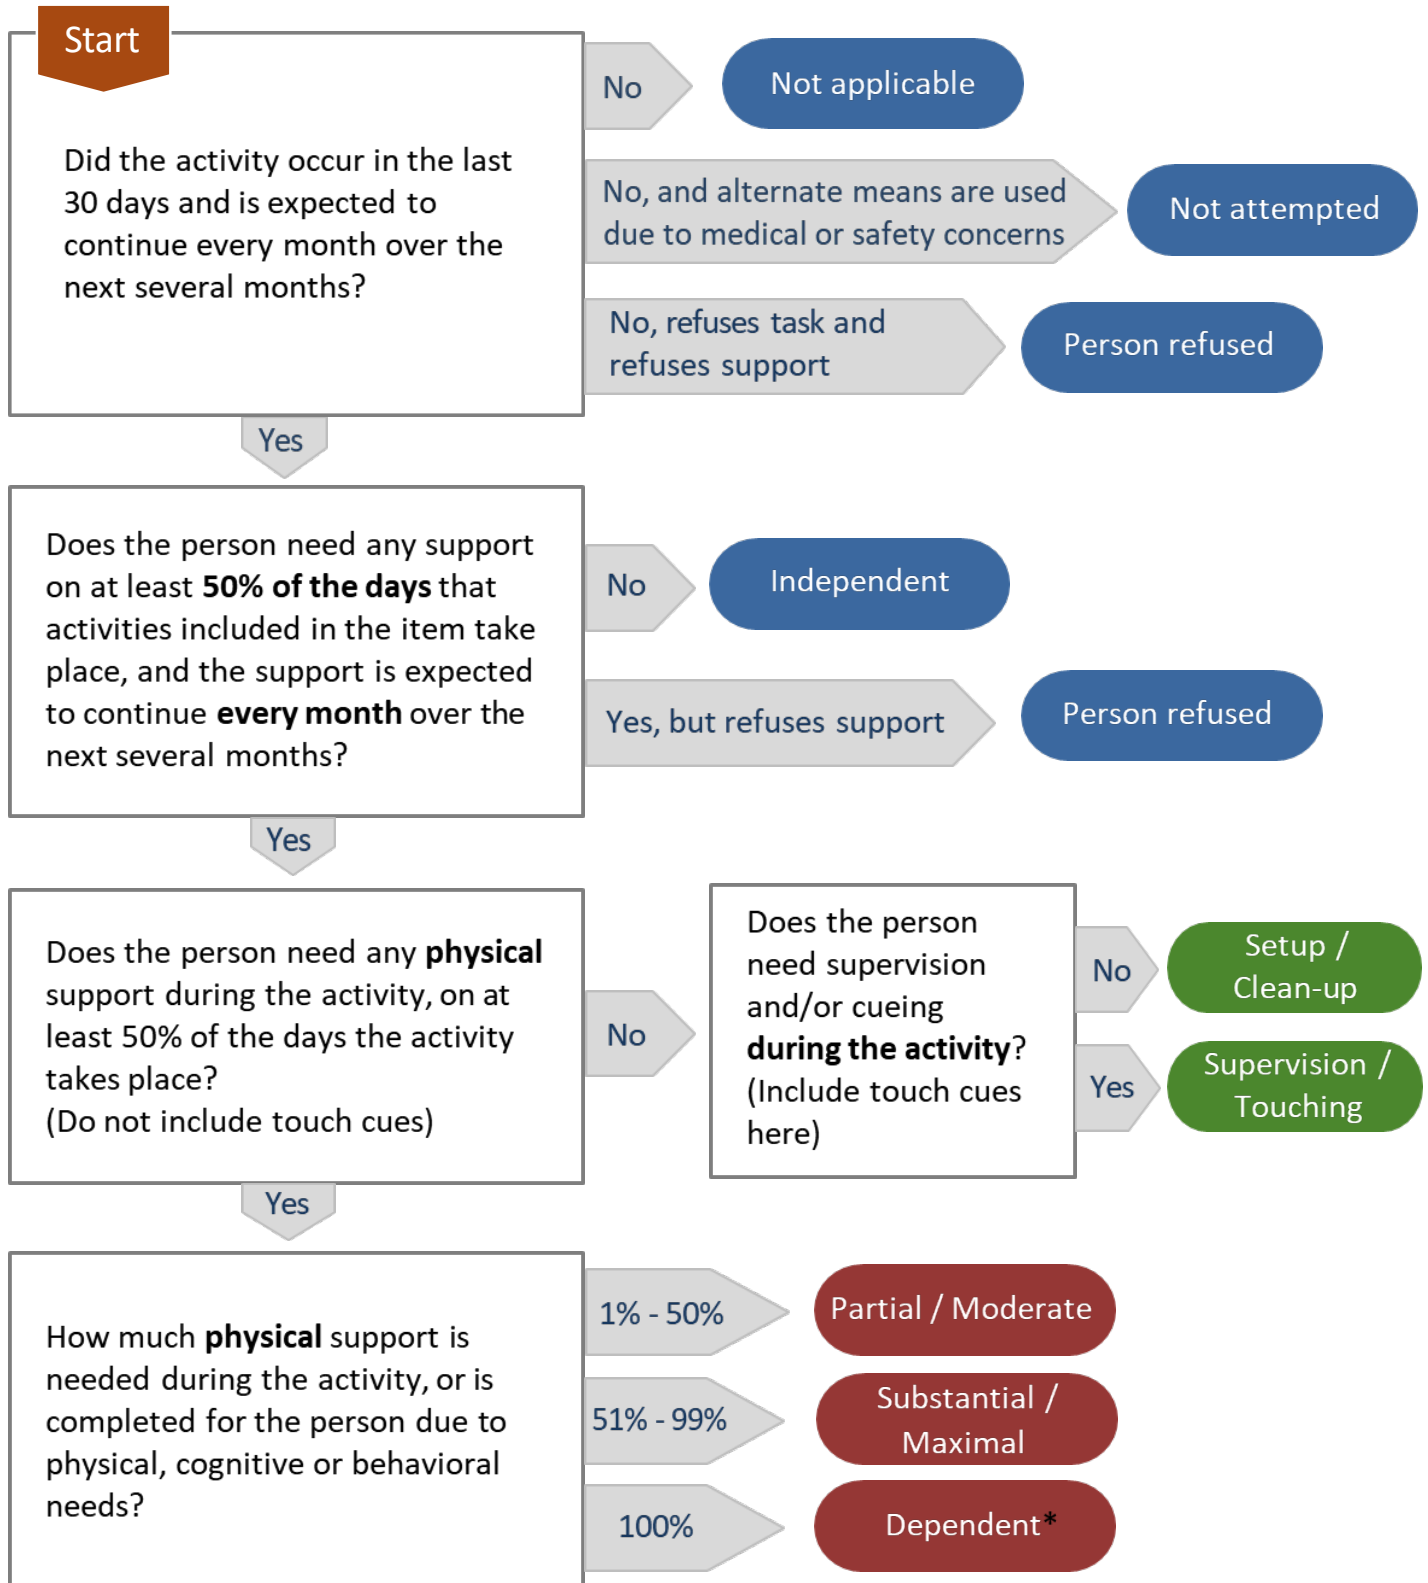 Start
Did the activity occur in the last
30 days and is expected to
continue every month over the
next several months?
No
Not applicable
No, and alternate means are used
due to medical or safety concerns
Not attempted
No, refuses task and
refuses support
Person refused
Yes
Does the person need any support
on at least 50% of the days that
activities included in the item take
place, and the support is expected
to continue every month over the
next several months?
No
Independent
Yes, but refuses support
Person refused
Yes
Does the person need any physical
support during the activity, on at
least 50% of the days the activity
takes place?
(Do not include touch cues)
No
Does the person
need supervision
and/or cueing
during the activity?
(Include touch cues
here)
No
Setup /
Clean-up
Yes
Supervision /
Touching
Yes
How much physical support is
needed during the activity, or is
completed for the person due to
physical, cognitive or behavioral
needs?
1% - 50%
Partial / Moderate
51% - 99%
Substantial /
Maximal
100%
Dependent*